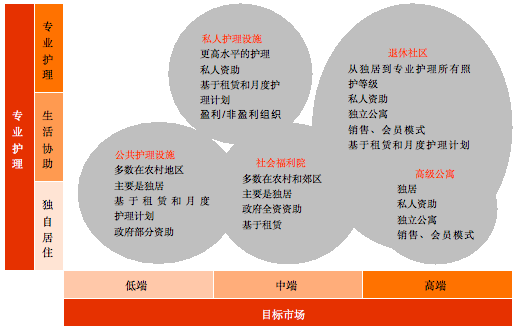 专业护理
专业护理
生活协助
独自居住
私人护理设施
更高水平的护理
私人资助
基于租赁和月度护
理计划
盈利/非盈利组织
退休社区
从独居到专业护理所有照
护等级
私人资助
独立公寓
销售、会员模式
基于租赁和月度护理计划
公共护理设施
多数在农村地区
主要是独居
基于租赁和月度
护理计划
政府部分资助
社会福利院
多数在农村和郊区
主要是独居
政府全资资助
基于租赁
高级公寓
独居
私人资助
独立公寓
销售、会员模式
低端
中端
高端
目标市场